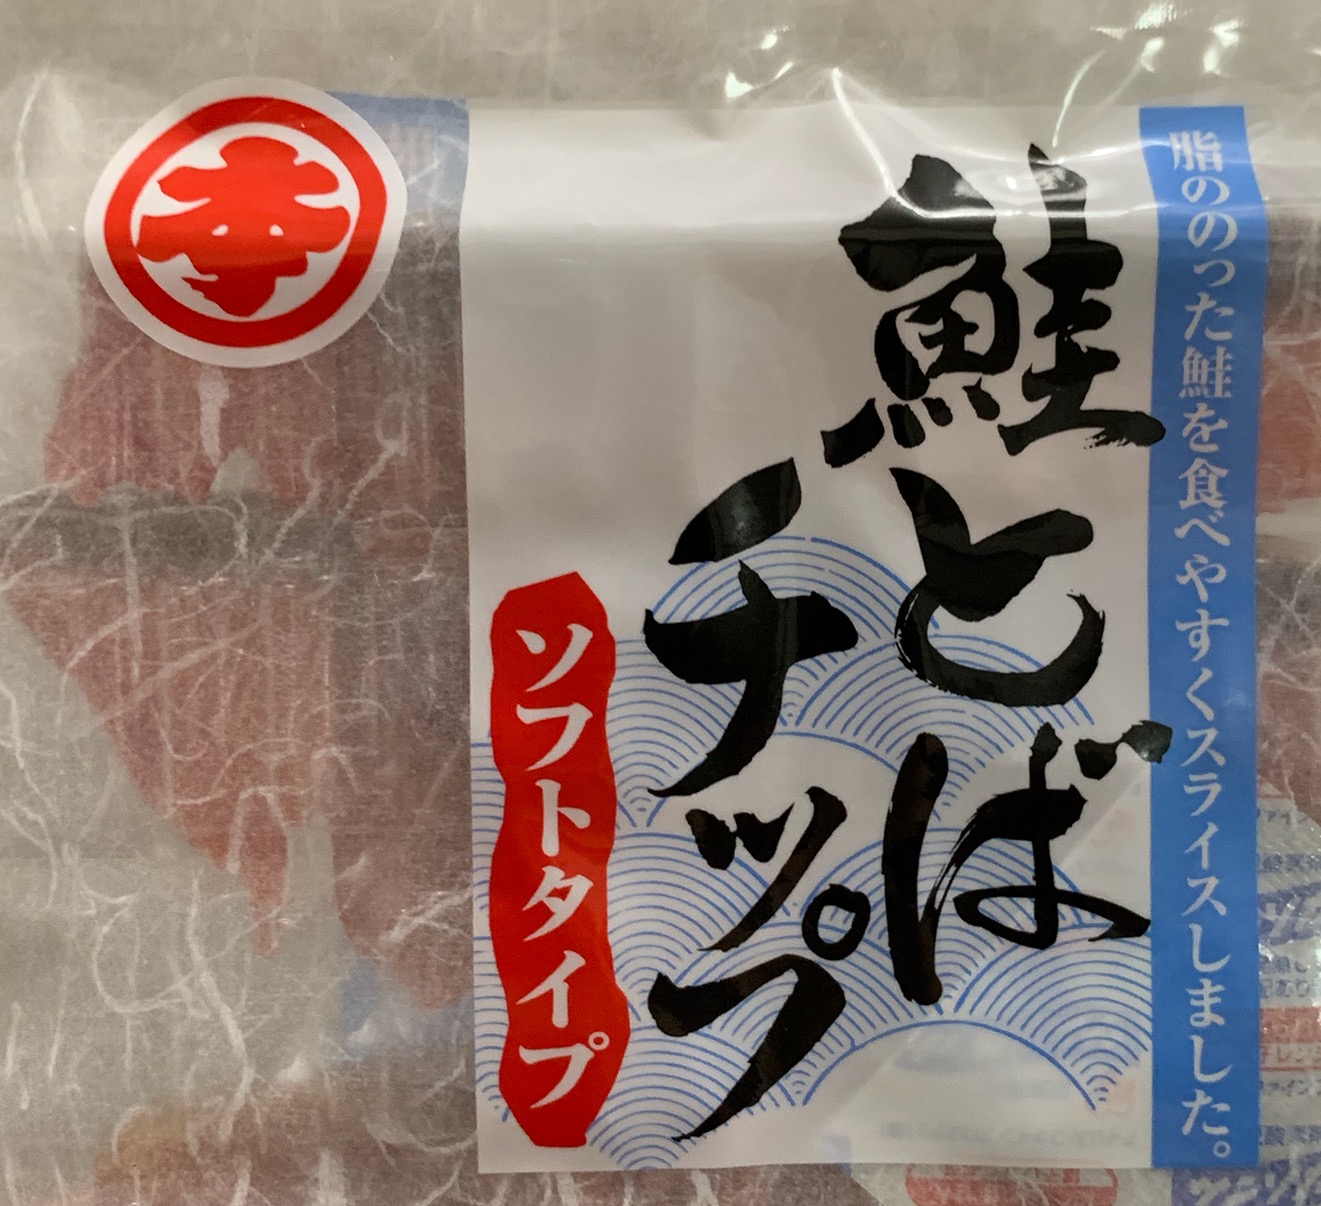 脂ののった鮭を食べやすくスライスしました。
鮭とば
チップ
ソフトタイプ